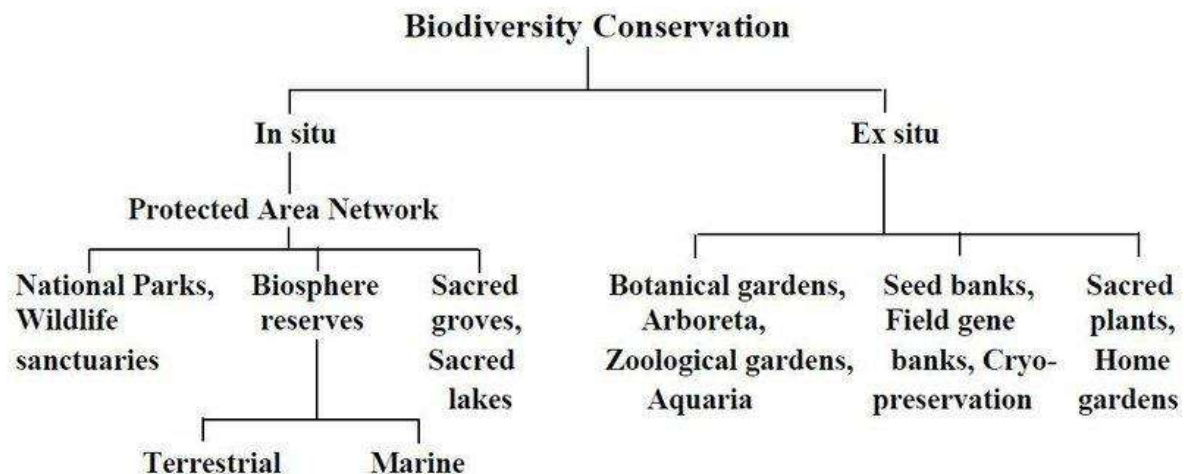 Biodiversity Conservation
In situ
Ex situ
Protected Area Network
National Parks,
Wildlife
sanctuaries
Biosphere
reserves
Sacred
groves,
Sacred
lakes
Botanical gardens,
Arboreta,
Zoological gardens,
Aquaria
Seed banks,
Field gene
banks, Cryo-
preservation
Sacred
plants,
Home
gardens
Terrestrial
Marine